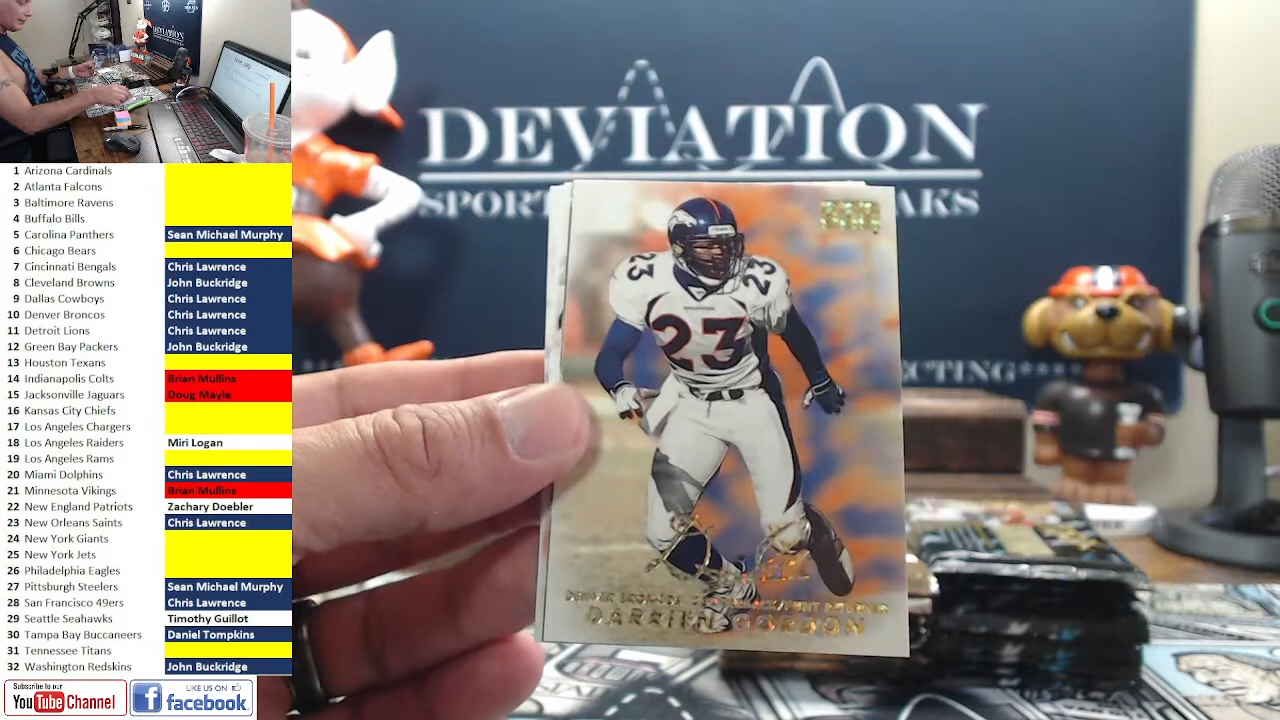 1 Arizona Cardinals
2 Atlanta Falcons
3 Baltimore Ravens
4 Buffalo Bills
5 Carolina Panthers Sean Michael Murphy
6 Chicago Bears
7 Cincinnati Bengals Chris Lawrence
8 Cleveland Browns John Buckridge
9 Dallas Cowboys Chris Lawrence
10 Denver Broncos Chris Lawrence
11 Detroit Lions Chris Lawrence
12 Green Bay Packers John Buckridge
13 Houston Texans
14 Indianapolis Colts Brian Mullins
15 Jacksonville Jaguars Doug Mayle
16 Kansas City Chiefs
17 Los Angeles Chargers
18 Los Angeles Raiders Miri Logan
19 Los Angeles Rams
20 Miami Dolphins Chris Lawrence
21 Minnesota Vikings Brian Mullins
22 New England Patriots Zachary Doebler
23 New Orleans Saints Chris Lawrence
24 New York Giants
25 New York Jets
26 Philadelphia Eagles
27 Pittsburgh Steelers Sean Michael Murphy
28 San Francisco 49ers Chris Lawrence
29 Seattle Seahawks Timothy Guillot
30 Tampa Bay Buccaneers Daniel Tompkins
31 Tennessee Titans
32 Washington Redskins John Buckridge
Subscribe to our
YouTube Channel
LIKE US ON
facebook
DEVIATION
SPORT AKS
ECTING****
23 23
23
DARRIEN GORDON